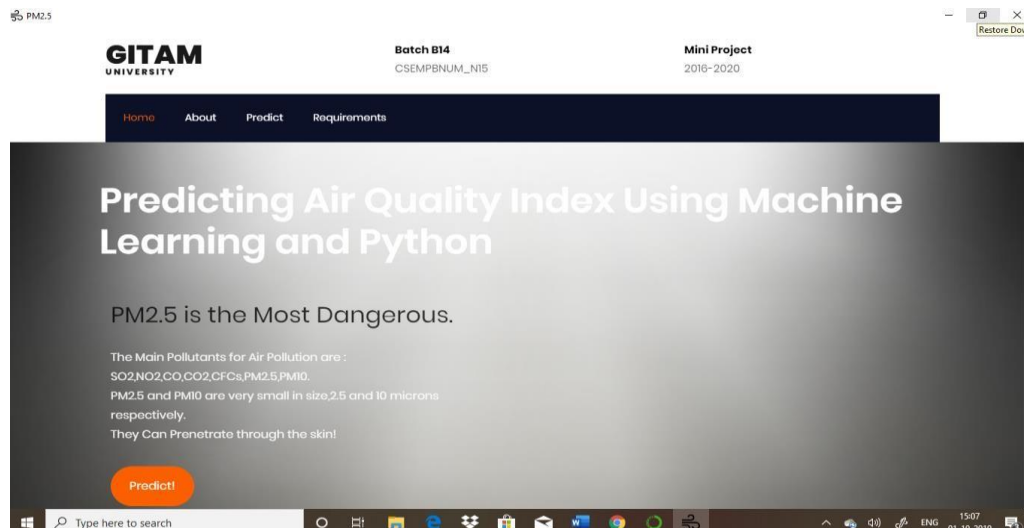 PM2.5
Restore Dov
GITAM
UNIVERSITY
Batch B14
CSEMPBNUM_N15
Mini Project
2016-2020
Home About Predict Requirements
Predicting Air Quality Index Using Machine
Learning and Python
PM2.5 is the Most Dangerous.
The Main Pollutants for Air Pollution are :
SO2,NO2,CO,CO2,CFCs,PM2.5,PM10.
PM2.5 and PM10 are very small in size,2.5 and 10 microns
respectively.
They Can Prenetrate through the skin!
Predict!
Type here to search
ENG
15:07
01-10-2019